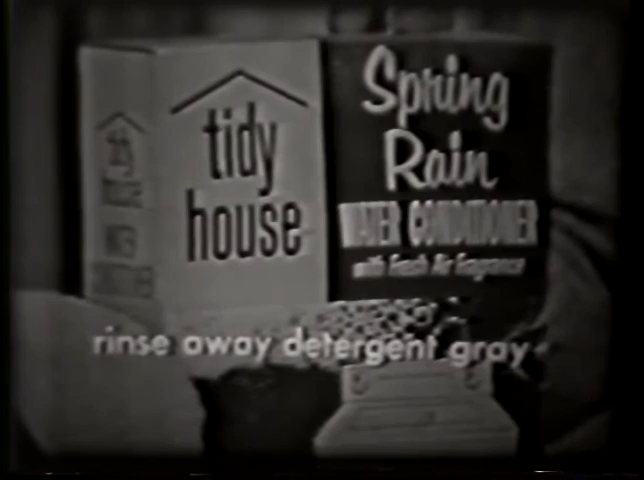 tidy
house
Spring
Rain
WATER CONDITIONER
with Fresh Air Fragrance
rinse away detergent gray